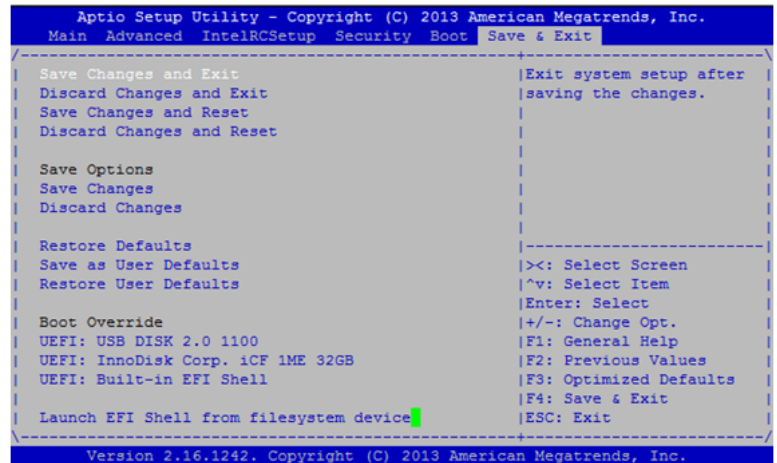 Aptio Setup Utility - Copyright (C) 2013 American Megatrends, Inc.
Main Advanced IntelRCSetup Security Boot Save & Exit
Save Changes and Exit
Discard Changes and Exit
Save Changes and Reset
Discard Changes and Reset
Save Options
Save Changes
Discard Changes
Restore Defaults
Save as User Defaults
Restore User Defaults
Boot Override
UEFI: USB DISK 2.0 1100
UEFI: InnoDisk Corp. iCF 1ME 32GB
UEFI: Built-in EFI Shell
Launch EFI Shell from filesystem device
Exit system setup after
saving the changes.
><: Select Screen
^v: Select Item
Enter: Select
+/-: Change Opt.
F1: General Help
F2: Previous Values
F3: Optimized Defaults
F4: Save & Exit
ESC: Exit
Version 2.16.1242. Copyright (C) 2013 American Megatrends, Inc.